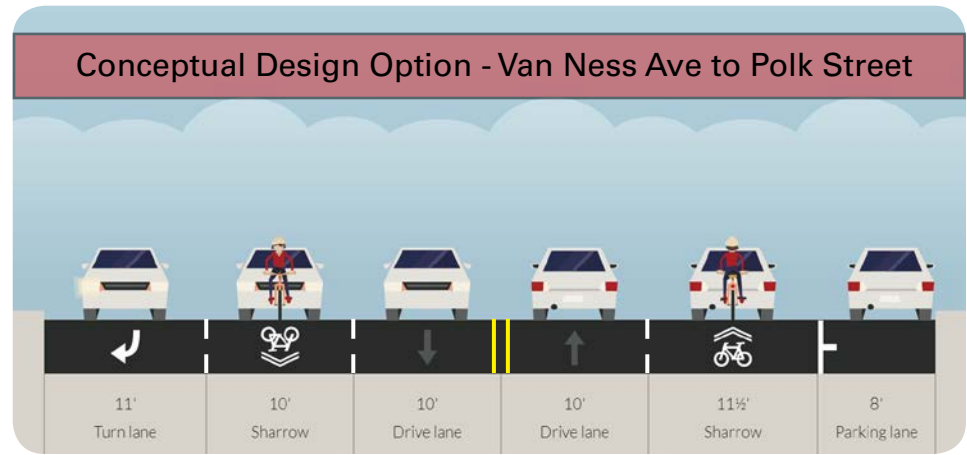 Conceptual Design Option - Van Ness Ave to Polk Street
11' 10' 10' 10' 11½' 8'
Turn lane Sharrow Drive lane Drive lane Sharrow Parking lane